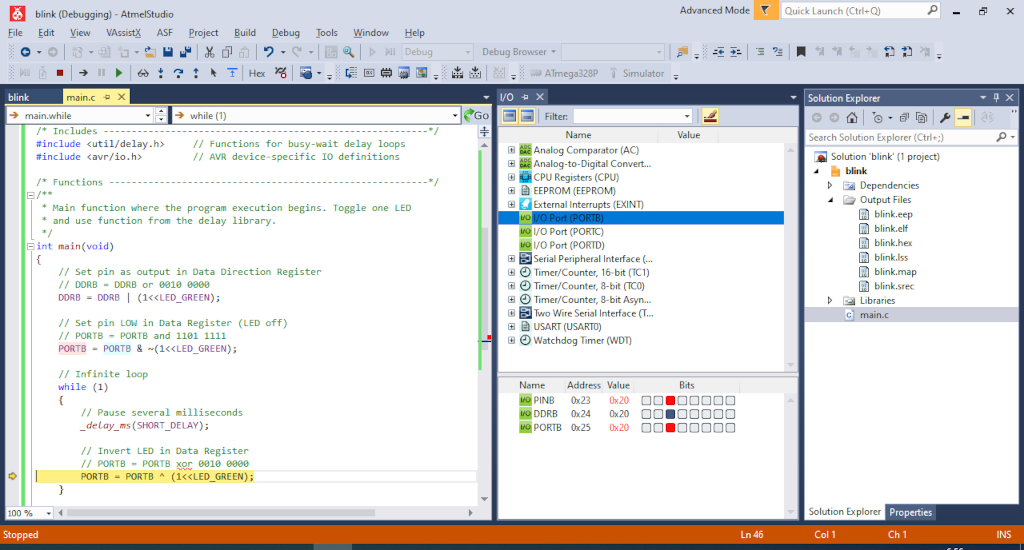 blink (Debugging) - AtmelStudio
Advanced Mode
Quick Launch (Ctrl+Q)
File Edit View VAssistX ASF Project Build Debug Tools Window Help
Debug
Debug Browser
Hex
ATmega328P
Simulator
blink
main.c
main.while
while (1)
Go
/* Includes -----------------------------------------------------------*/
#include <util/delay.h> // Functions for busy-wait delay loops
#include <avr/io.h> // AVR device-specific IO definitions
/* Functions ----------------------------------------------------------*/
/**
* Main function where the program execution begins. Toggle one LED
* and use function from the delay library.
*/
int main(void)
{
// Set pin as output in Data Direction Register
// DDRB = DDRB or 0010 0000
DDRB = DDRB | (1<<LED_GREEN);
// Set pin LOW in Data Register (LED off)
// PORTB = PORTB and 1101 1111
PORTB = PORTB & ~(1<<LED_GREEN);
// Infinite loop
while (1)
{
// Pause several milliseconds
_delay_ms(SHORT_DELAY);
// Invert LED in Data Register
// PORTB = PORTB xor 0010 0000
PORTB = PORTB ^ (1<<LED_GREEN);
}
100 %
I/O
Filter:
Name Value
Analog Comparator (AC)
Analog-to-Digital Convert...
CPU Registers (CPU)
EEPROM (EEPROM)
External Interrupts (EXINT)
I/O Port (PORTB)
I/O Port (PORTC)
I/O Port (PORTD)
Serial Peripheral Interface (...
Timer/Counter, 16-bit (TC1)
Timer/Counter, 8-bit (TC0)
Timer/Counter, 8-bit Asyn...
Two Wire Serial Interface (T...
USART (USART0)
Watchdog Timer (WDT)
Name Address Value Bits
I/O PINB 0x23 0x20
I/O DDRB 0x24 0x20
I/O PORTB 0x25 0x20
Solution Explorer
Search Solution Explorer (Ctrl+;)
Solution 'blink' (1 project)
blink
Dependencies
Output Files
blink.eep
blink.elf
blink.hex
blink.lss
blink.map
blink.srec
Libraries
main.c
Solution Explorer Properties
Stopped
Ln 46 Col 1 Ch 1 INS